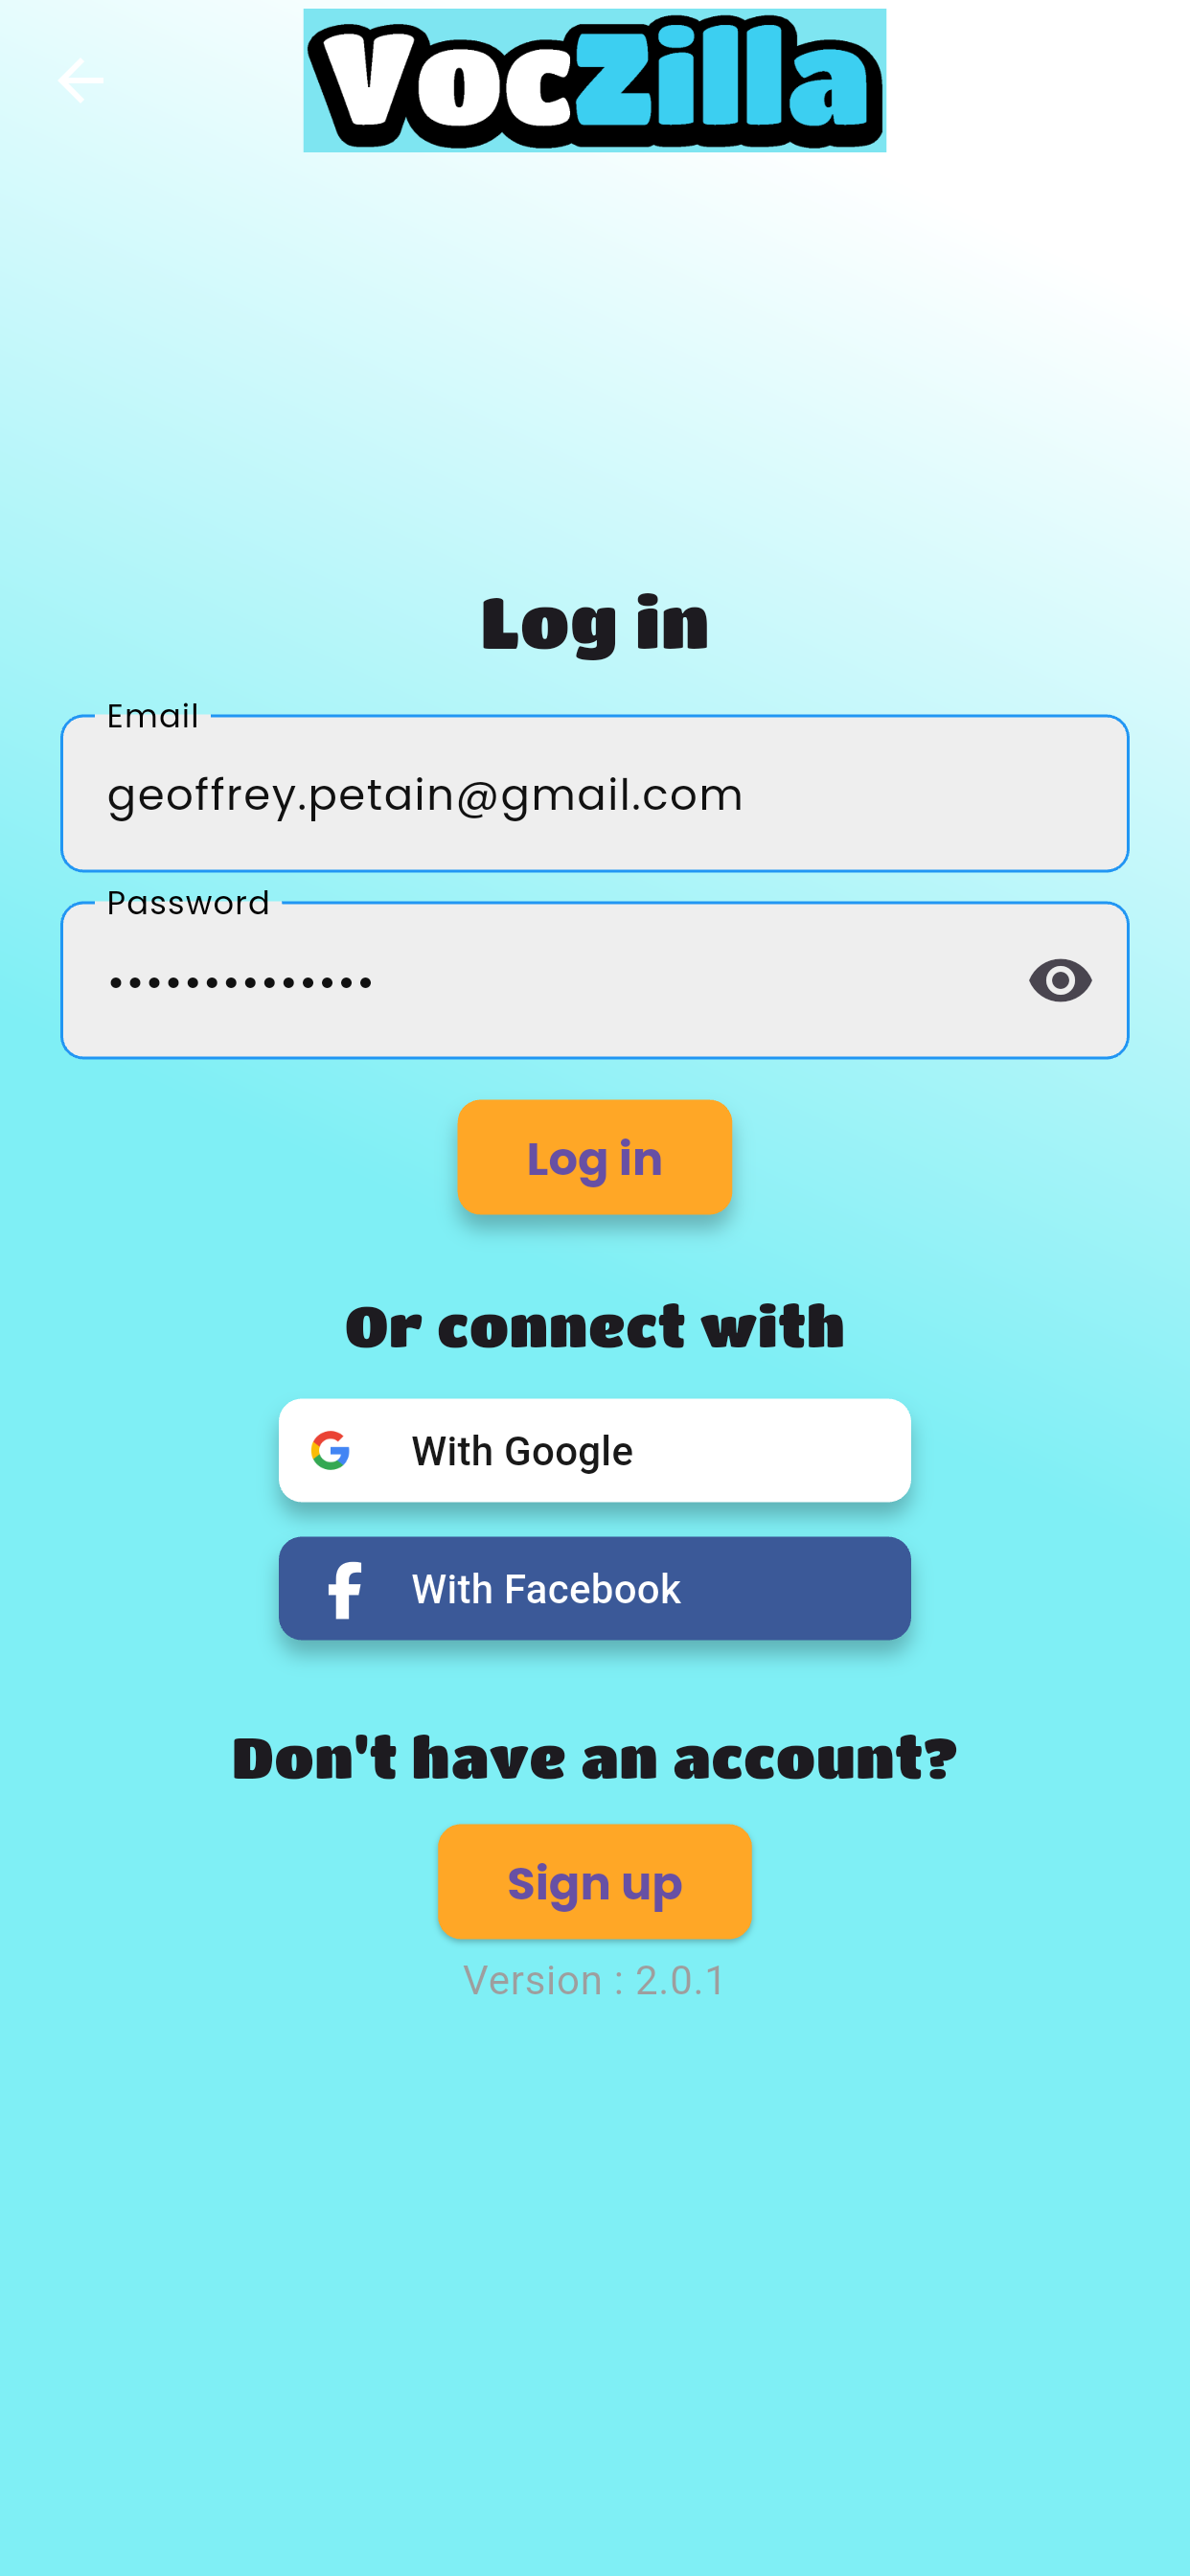 VocZilla
Log in
Email
geoffrey.petain@gmail.com
Password
••••••••••••••
Log in
Or connect with
With Google
With Facebook
Don't have an account?
Sign up
Version : 2.0.1